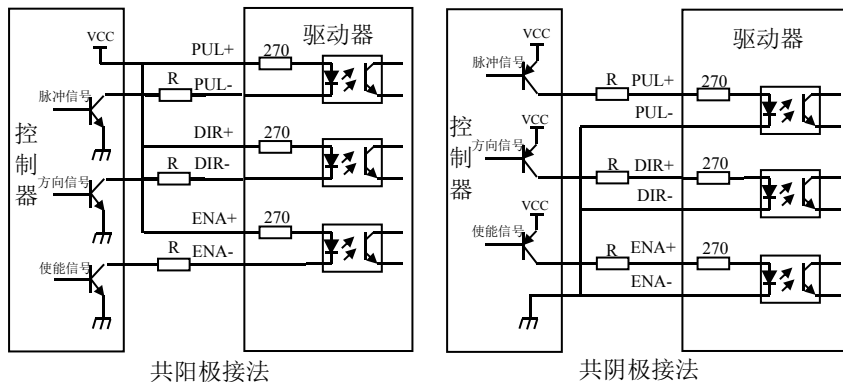 VCC
PUL+
270
驱动器
脉冲信号
R
PUL-
控制器
DIR+
270
方向信号
R
DIR-
ENA+
270
使能信号
R
ENA-
共阳极接法
VCC
驱动器
脉冲信号
R
PUL+
270
PUL-
控制器
VCC
方向信号
R
DIR+
270
DIR-
VCC
使能信号
R
ENA+
270
ENA-
共阴极接法